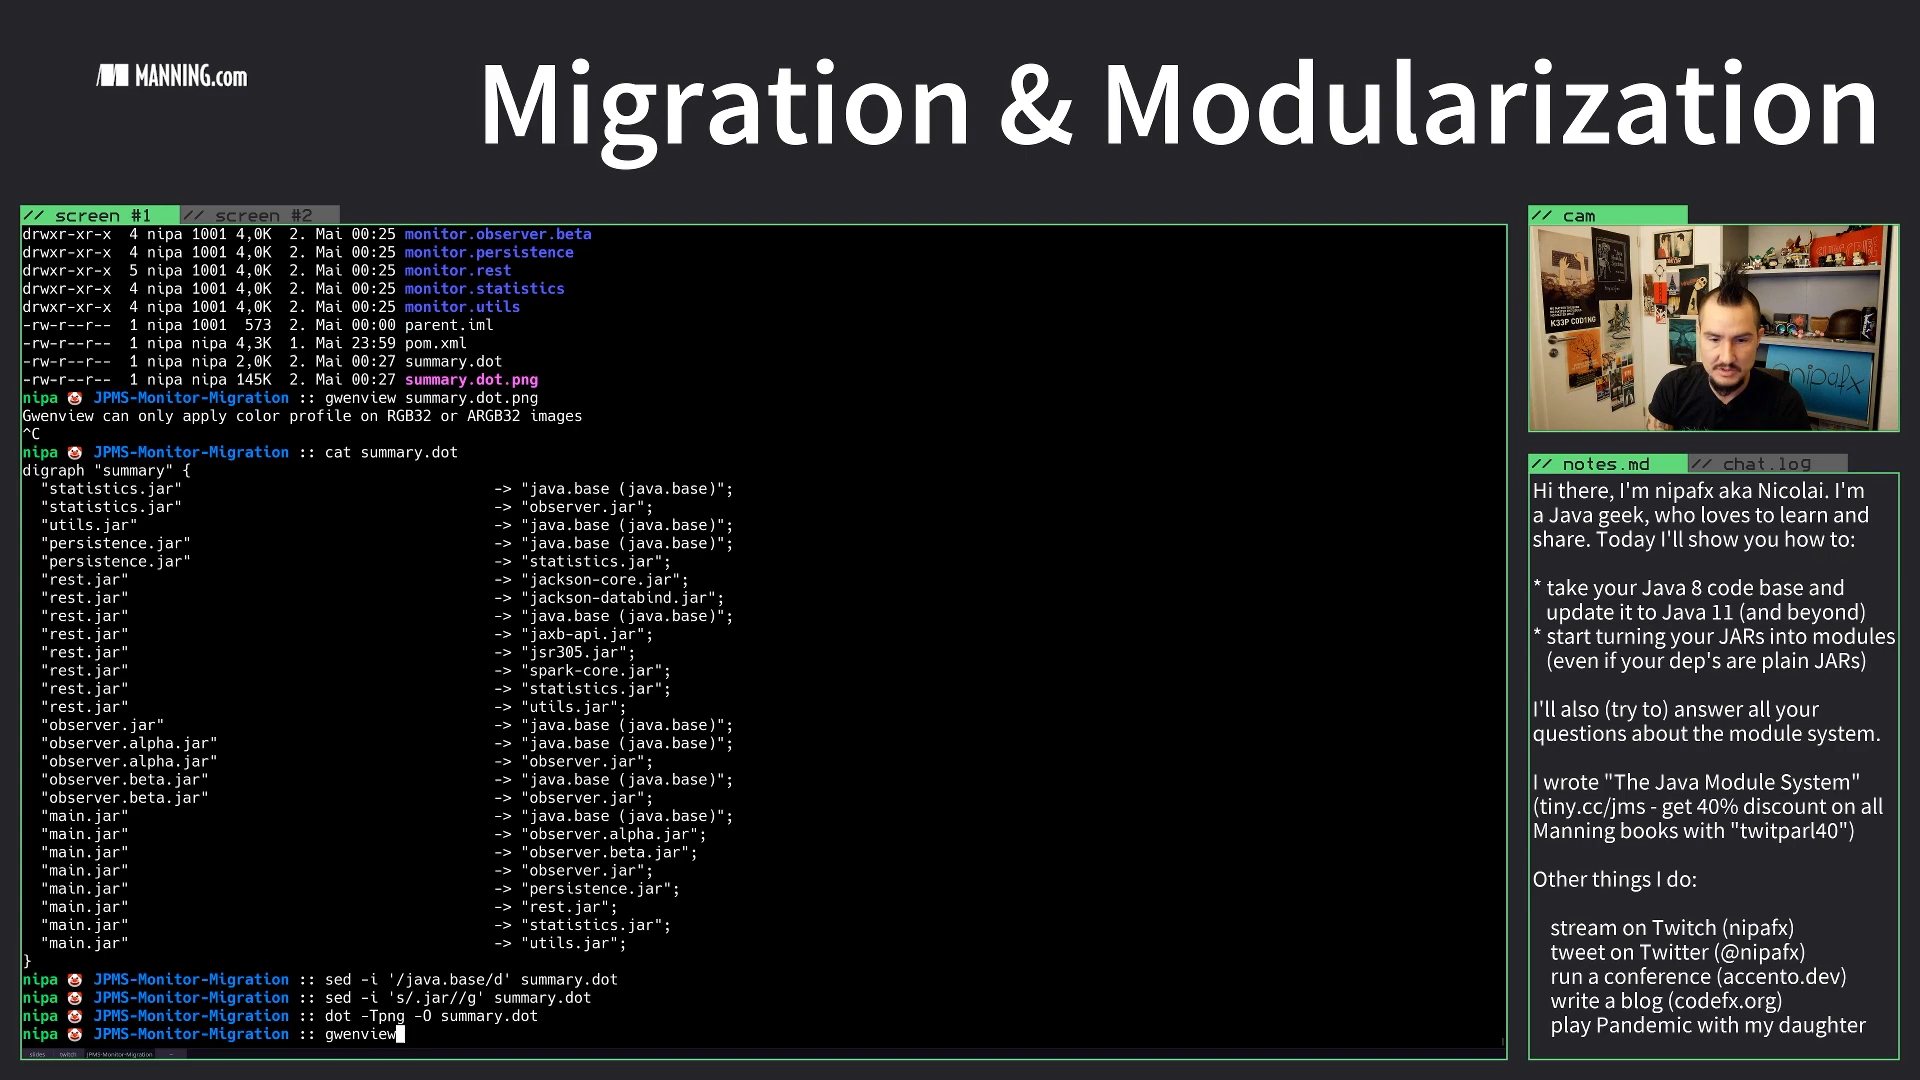 MANNING.com
Migration & Modularization
// screen #1 // screen #2
drwxr-xr-x 4 nipa 1001 4,0K 2. Mai 00:25 monitor.observer.beta
drwxr-xr-x 4 nipa 1001 4,0K 2. Mai 00:25 monitor.persistence
drwxr-xr-x 5 nipa 1001 4,0K 2. Mai 00:25 monitor.rest
drwxr-xr-x 4 nipa 1001 4,0K 2. Mai 00:25 monitor.statistics
drwxr-xr-x 4 nipa 1001 4,0K 2. Mai 00:25 monitor.utils
-rw-r--r-- 1 nipa 1001 573 2. Mai 00:00 parent.iml
-rw-r--r-- 1 nipa nipa 4,3K 1. Mai 23:59 pom.xml
-rw-r--r-- 1 nipa nipa 2,0K 2. Mai 00:27 summary.dot
-rw-r--r-- 1 nipa nipa 145K 2. Mai 00:27 summary.dot.png
nipa 🤡 JPMS-Monitor-Migration :: gwenview summary.dot.png
Gwenview can only apply color profile on RGB32 or ARGB32 images
^C
nipa 🤡 JPMS-Monitor-Migration :: cat summary.dot
digraph "summary" {
"statistics.jar" -> "java.base (java.base)";
"statistics.jar" -> "observer.jar";
"utils.jar" -> "java.base (java.base)";
"persistence.jar" -> "java.base (java.base)";
"persistence.jar" -> "statistics.jar";
"rest.jar" -> "jackson-core.jar";
"rest.jar" -> "jackson-databind.jar";
"rest.jar" -> "java.base (java.base)";
"rest.jar" -> "jaxb-api.jar";
"rest.jar" -> "jsr305.jar";
"rest.jar" -> "spark-core.jar";
"rest.jar" -> "statistics.jar";
"rest.jar" -> "utils.jar";
"observer.jar" -> "java.base (java.base)";
"observer.alpha.jar" -> "java.base (java.base)";
"observer.alpha.jar" -> "observer.jar";
"observer.beta.jar" -> "java.base (java.base)";
"observer.beta.jar" -> "observer.jar";
"main.jar" -> "java.base (java.base)";
"main.jar" -> "observer.alpha.jar";
"main.jar" -> "observer.beta.jar";
"main.jar" -> "observer.jar";
"main.jar" -> "persistence.jar";
"main.jar" -> "rest.jar";
"main.jar" -> "statistics.jar";
"main.jar" -> "utils.jar";
}
nipa 🤡 JPMS-Monitor-Migration :: sed -i '/java.base/d' summary.dot
nipa 🤡 JPMS-Monitor-Migration :: sed -i 's/.jar//g' summary.dot
nipa 🤡 JPMS-Monitor-Migration :: dot -Tpng -O summary.dot
nipa 🤡 JPMS-Monitor-Migration :: gwenview
slides twitch JPMS-Monitor-Migration
// cam
K33P C0D1NG
nipafx
// notes.md // chat.log
Hi there, I'm nipafx aka Nicolai. I'm
a Java geek, who loves to learn and
share. Today I'll show you how to:
* take your Java 8 code base and
update it to Java 11 (and beyond)
* start turning your JARs into modules
(even if your dep's are plain JARs)
I'll also (try to) answer all your
questions about the module system.
I wrote "The Java Module System"
(tiny.cc/jms - get 40% discount on all
Manning books with "twitparl40")
Other things I do:
stream on Twitch (nipafx)
tweet on Twitter (@nipafx)
run a conference (accento.dev)
write a blog (codefx.org)
play Pandemic with my daughter